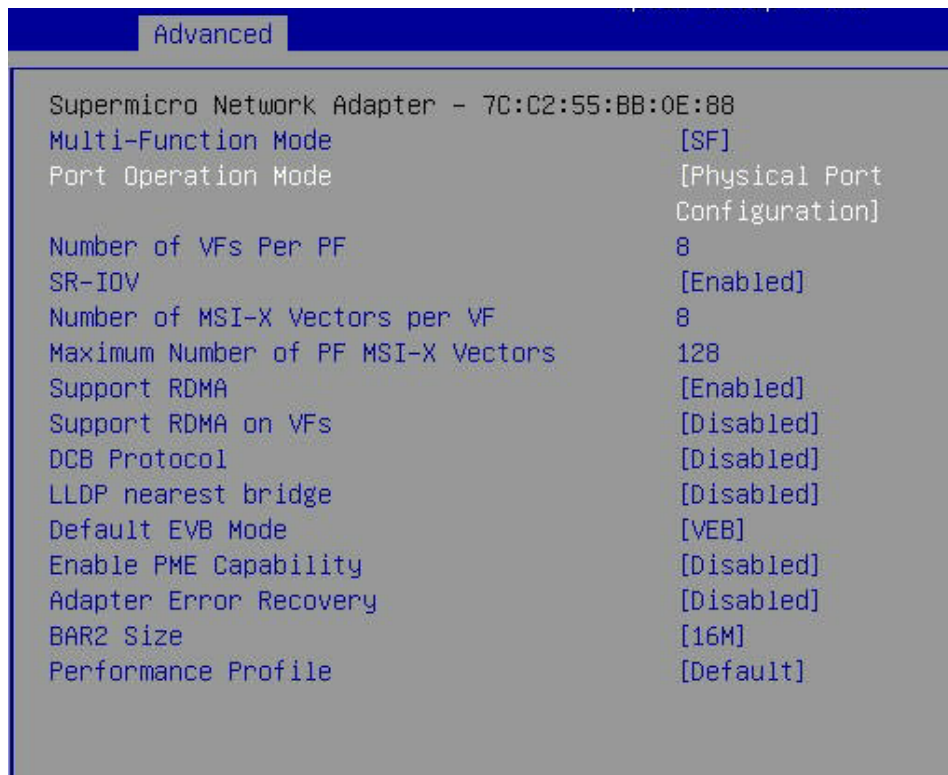 Advanced
Supermicro Network Adapter - 7C:C2:55:BB:0E:88
Multi-Function Mode [SF]
Port Operation Mode [Physical Port
Configuration]
Number of VFs Per PF 8
SR-IOV [Enabled]
Number of MSI-X Vectors per VF 8
Maximum Number of PF MSI-X Vectors 128
Support RDMA [Enabled]
Support RDMA on VFs [Disabled]
DCB Protocol [Disabled]
LLDP nearest bridge [Disabled]
Default EVB Mode [VEB]
Enable PME Capability [Disabled]
Adapter Error Recovery [Disabled]
BAR2 Size [16M]
Performance Profile [Default]